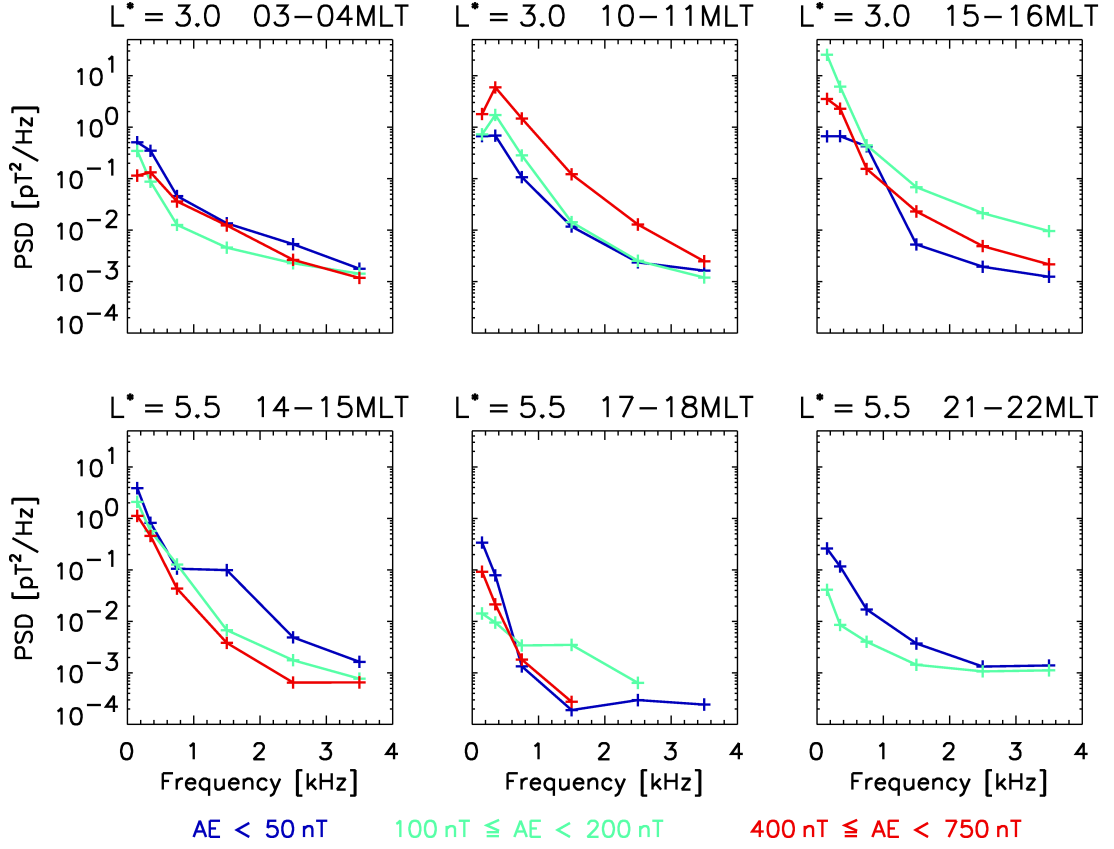 L* = 3.0 03-04MLT
L* = 3.0 10-11MLT
L* = 3.0 15-16MLT
PSD [pT²/Hz]
10¹
10⁰
10⁻¹
10⁻²
10⁻³
10⁻⁴
L* = 5.5 14-15MLT
L* = 5.5 17-18MLT
L* = 5.5 21-22MLT
PSD [pT²/Hz]
10¹
10⁰
10⁻¹
10⁻²
10⁻³
10⁻⁴
0 1 2 3 4
0 1 2 3 4
0 1 2 3 4
Frequency [kHz]
Frequency [kHz]
Frequency [kHz]
AE < 50 nT
100 nT ≦ AE < 200 nT
400 nT ≦ AE < 750 nT